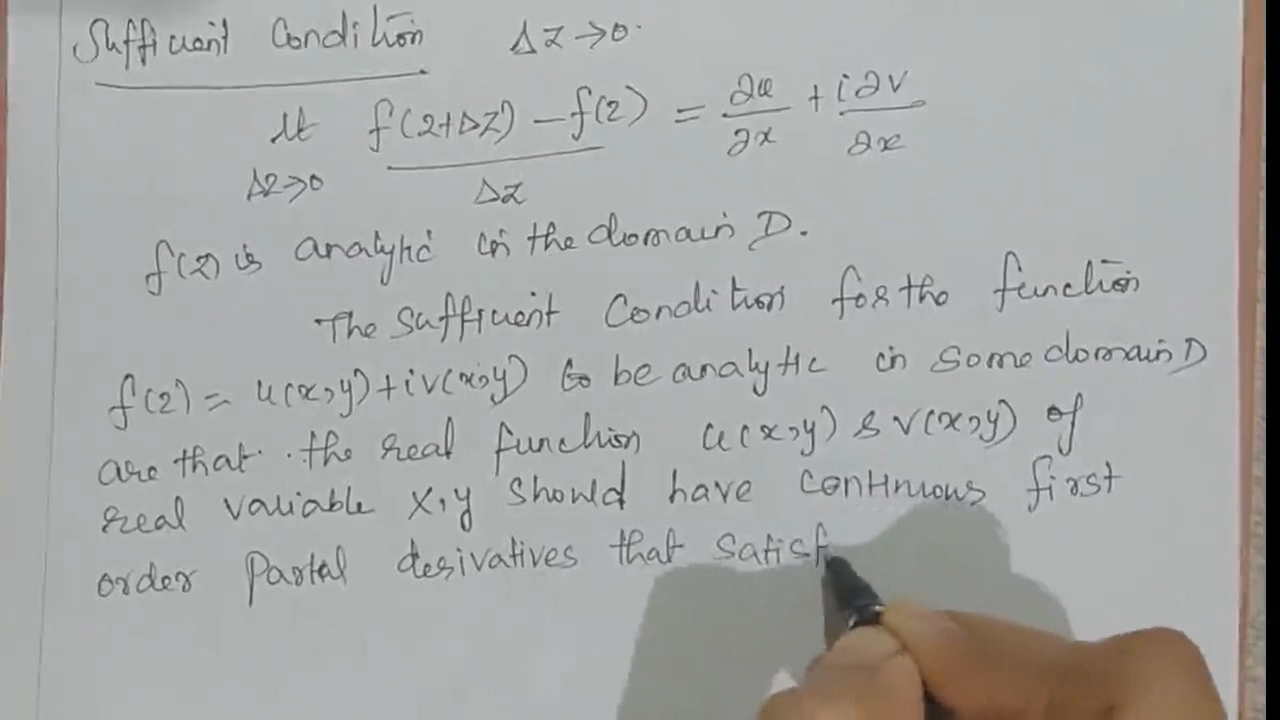 Sufficient Condition ΔZ→0.
lt f(z+ΔZ) – f(z) = ∂u + i∂v
Δz→0 ΔZ ∂x ∂x
f(z) is analytic in the domain D.
The Sufficient Condition for the function
f(z) = u(x,y) + iv(x,y) to be analytic in some domain D
are that the real function u(x,y) & v(x,y) of
real variable x,y should have continuous first
order partal derivatives that satisf